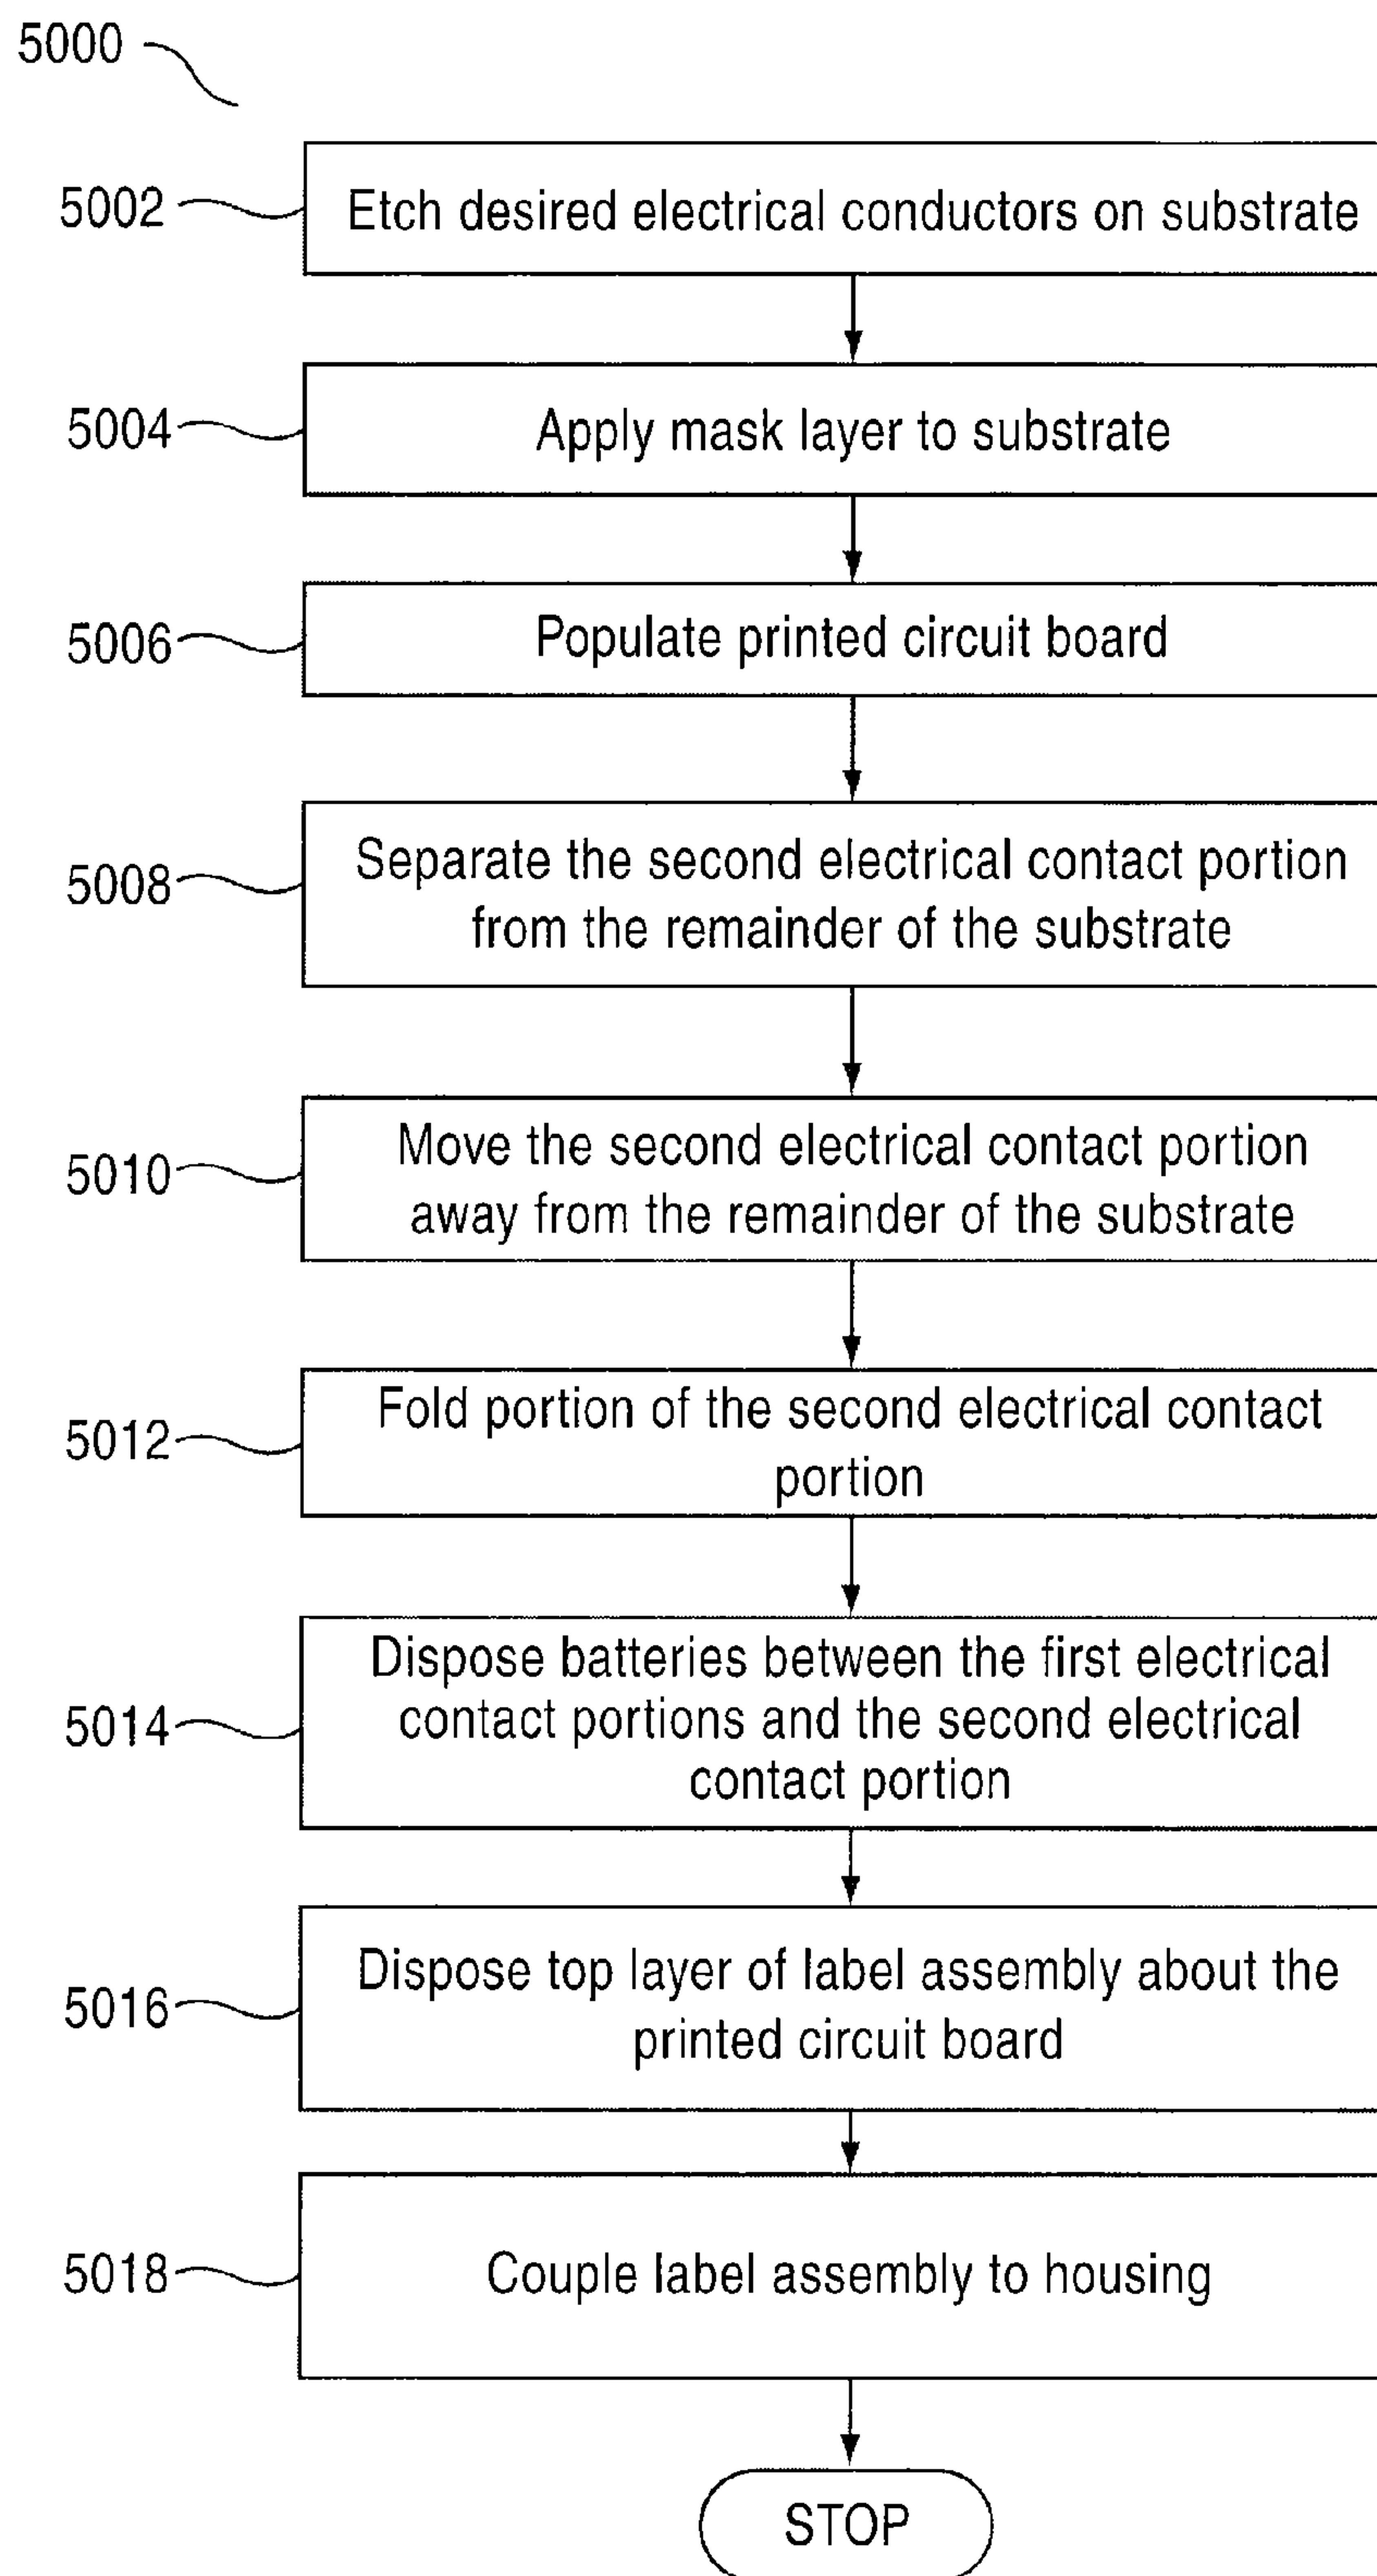 5000
5002
Etch desired electrical conductors on substrate
5004
Apply mask layer to substrate
5006
Populate printed circuit board
5008
Separate the second electrical contact portion
from the remainder of the substrate
5010
Move the second electrical contact portion
away from the remainder of the substrate
5012
Fold portion of the second electrical contact
portion
5014
Dispose batteries between the first electrical
contact portions and the second electrical
contact portion
5016
Dispose top layer of label assembly about the
printed circuit board
5018
Couple label assembly to housing
STOP